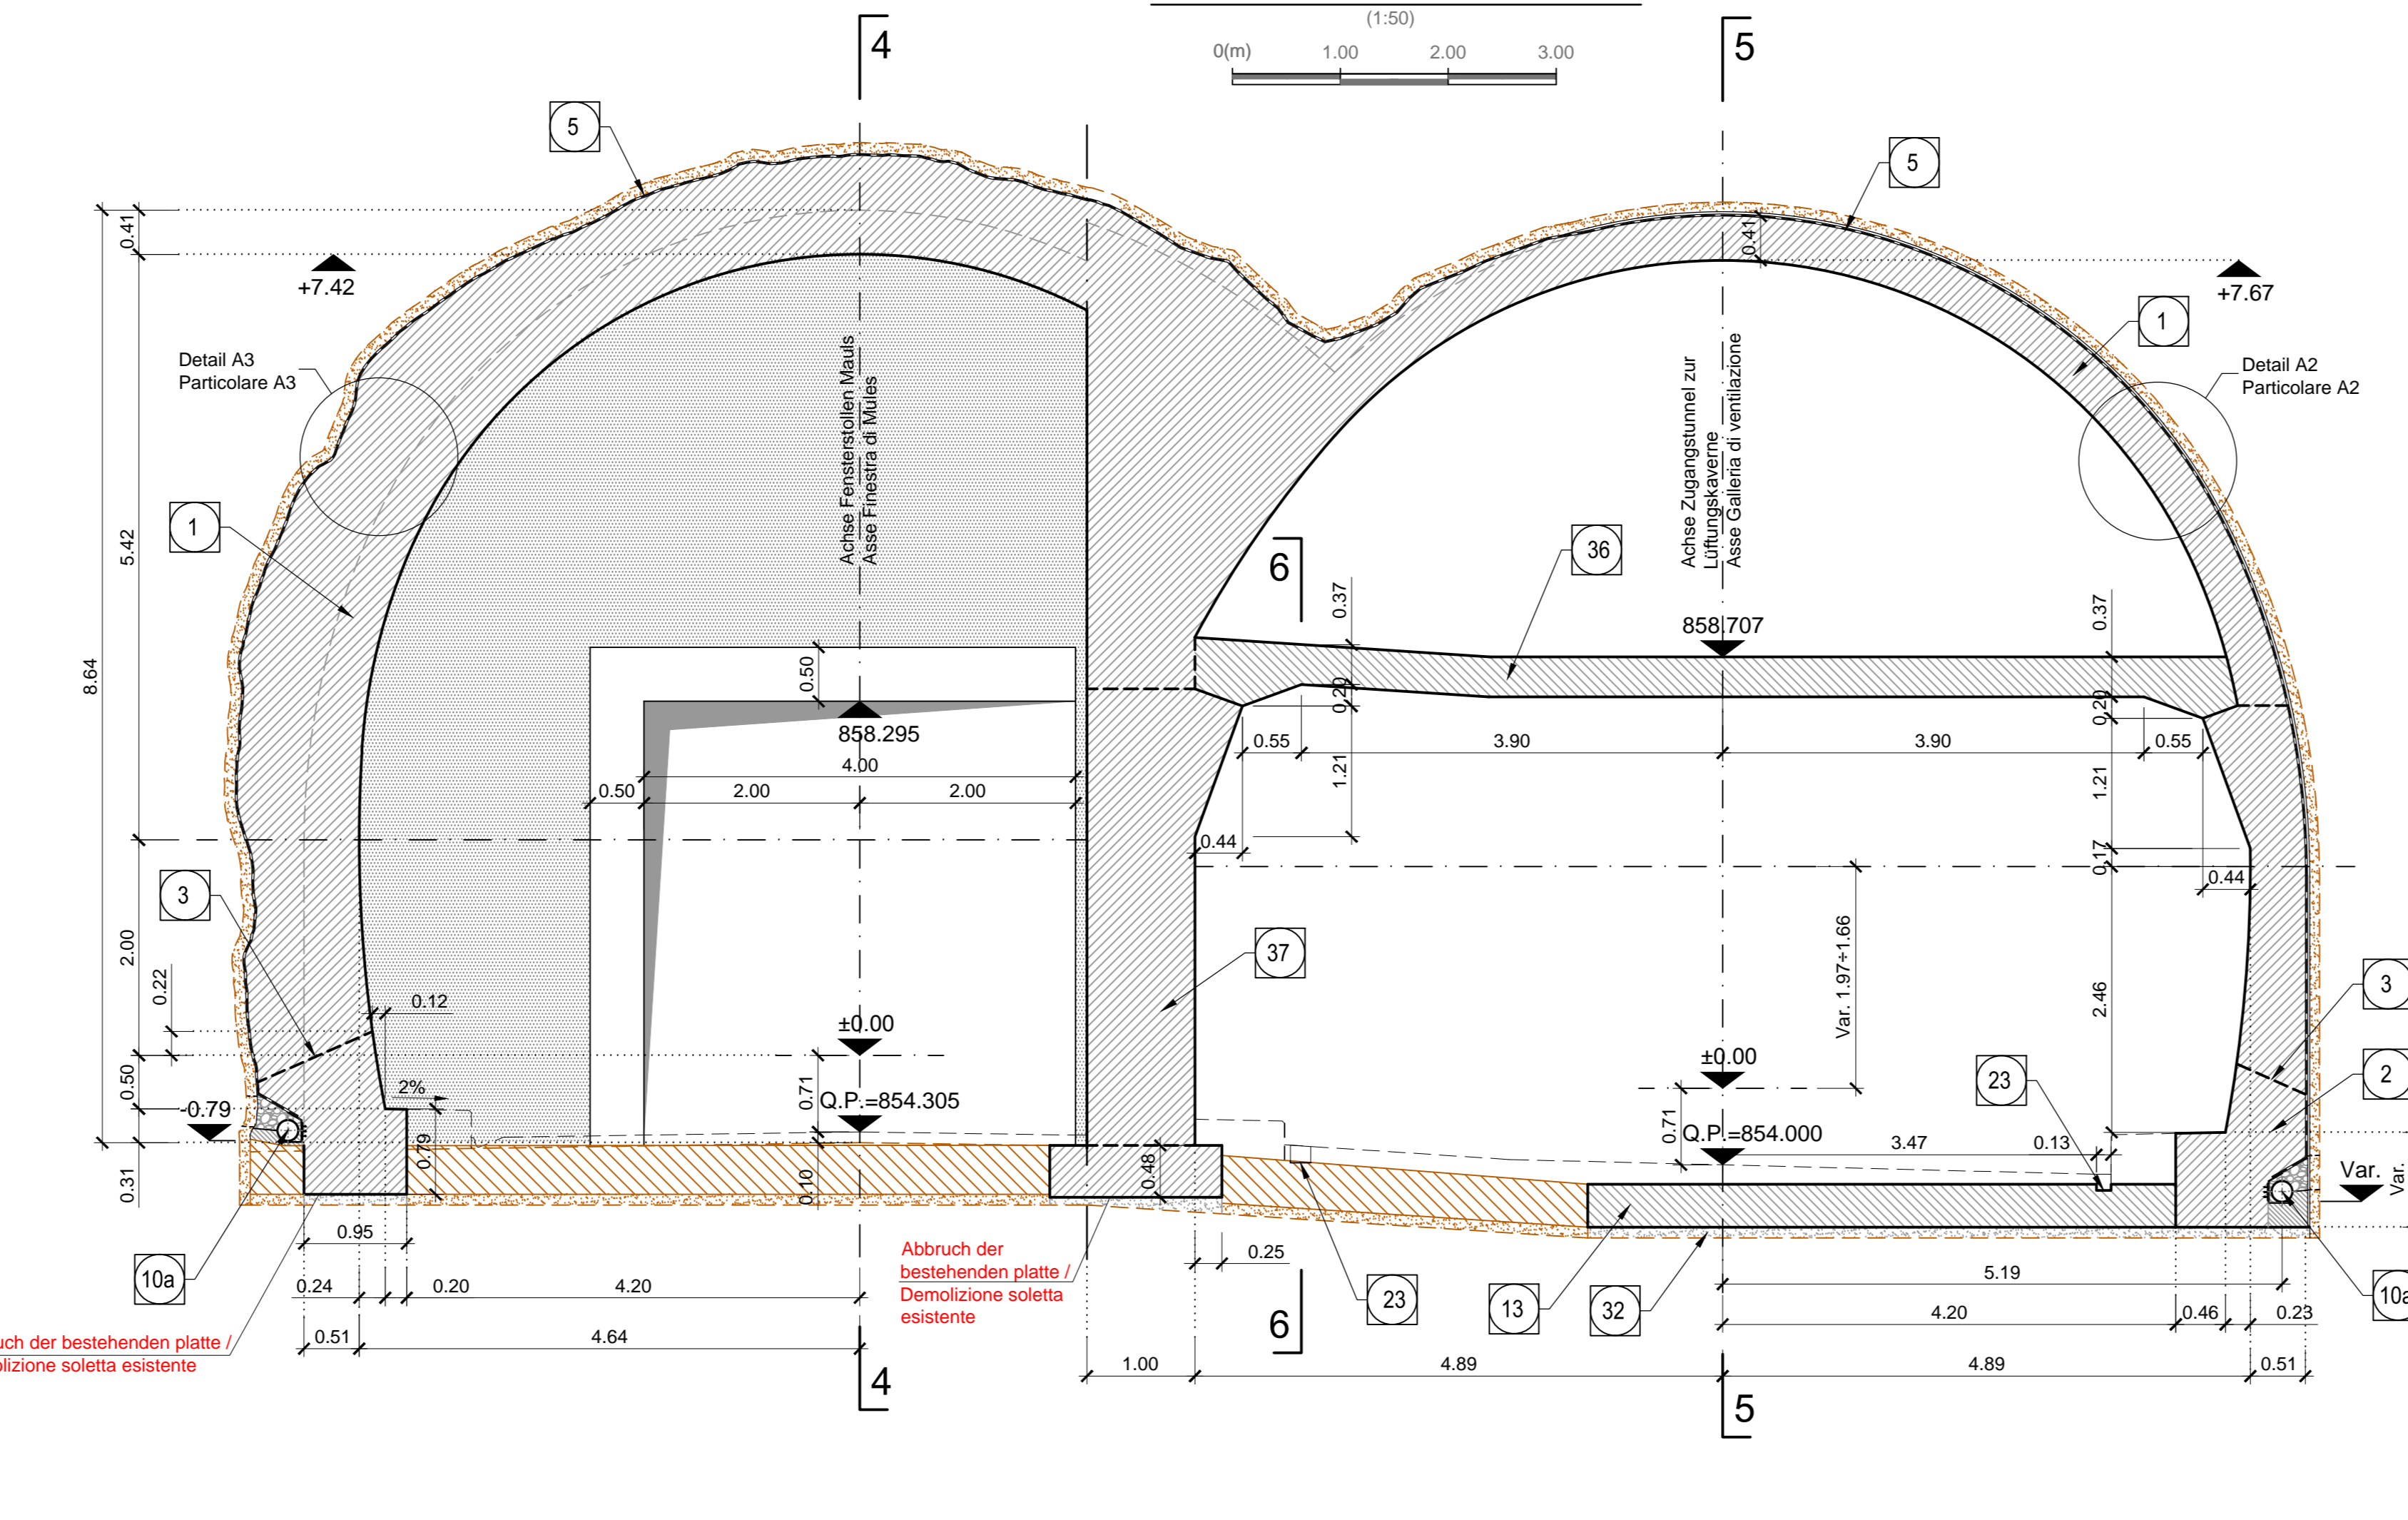 (1:50)
0(m) 1.00 2.00 3.00
4
5
5
5
0.41
0.41
+7.42
+7.67
1
Detail A3
Particolare A3
Detail A2
Particolare A2
Achse Fensterstollen Mauls
Asse Finestra di Mules
Achse Zugangstunnel zur
Lüftungskaverne
Asse Galleria di ventilazione
1
5.42
8.64
6
36
0.37
0.37
858.707
0.50
858.295
0.20
0.20
4.00
0.50 2.00 2.00
0.55 3.90 3.90 0.55
1.21
1.21
0.44
0.17
0.44
3
2.00
0.22
0.12
37
Var. 1.97÷1.66
2.46
3
±0.00
±0.00
0.50
2%
0.71
0.71
23
2
-0.79
Q.P.=854.305
Q.P.=854.000
3.47 0.13
0.79
0.31
0.10
0.48
Var.
Var.
0.95
10a
Abbruch der
bestehenden platte /
Demolizione soletta
esistente
0.25
23
13
32
5.19
10a
0.24 0.20 4.20
4.20 0.46 0.23
6
uch der bestehenden platte /
olizione soletta esistente
0.51 4.64
1.00 4.89 4.89 0.51
4
5